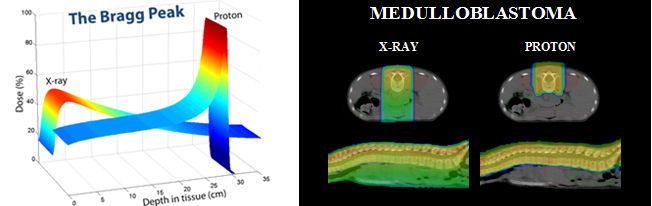 The Bragg Peak
Proton
X-ray
Dose (%)
100
80
60
40
20
0
0
5
10
15
20
25
30
35
Depth in tissue (cm)
MEDULLOBLASTOMA
X-RAY
PROTON